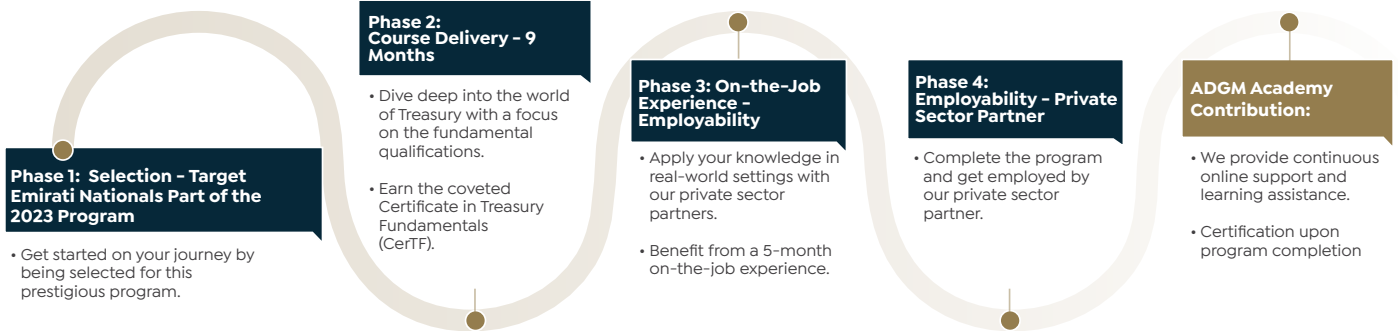 Phase 1:  Selection - Target
Emirati Nationals Part of the
2023 Program
• Get started on your journey by
being selected for this
prestigious program.
Phase 2:
Course Delivery - 9
Months
• Dive deep into the world
of Treasury with a focus
on the fundamental
qualifications.
• Earn the coveted
Certificate in Treasury
Fundamentals
(CerTF).
Phase 3: On-the-Job
Experience -
Employability
• Apply your knowledge in
real-world settings with
our private sector
partners.
• Benefit from a 5-month
on-the-job experience.
Phase 4:
Employability - Private
Sector Partner
• Complete the program
and get employed by
our private sector
partner.
ADGM Academy
Contribution:
• We provide continuous
online support and
learning assistance.
• Certification upon
program completion